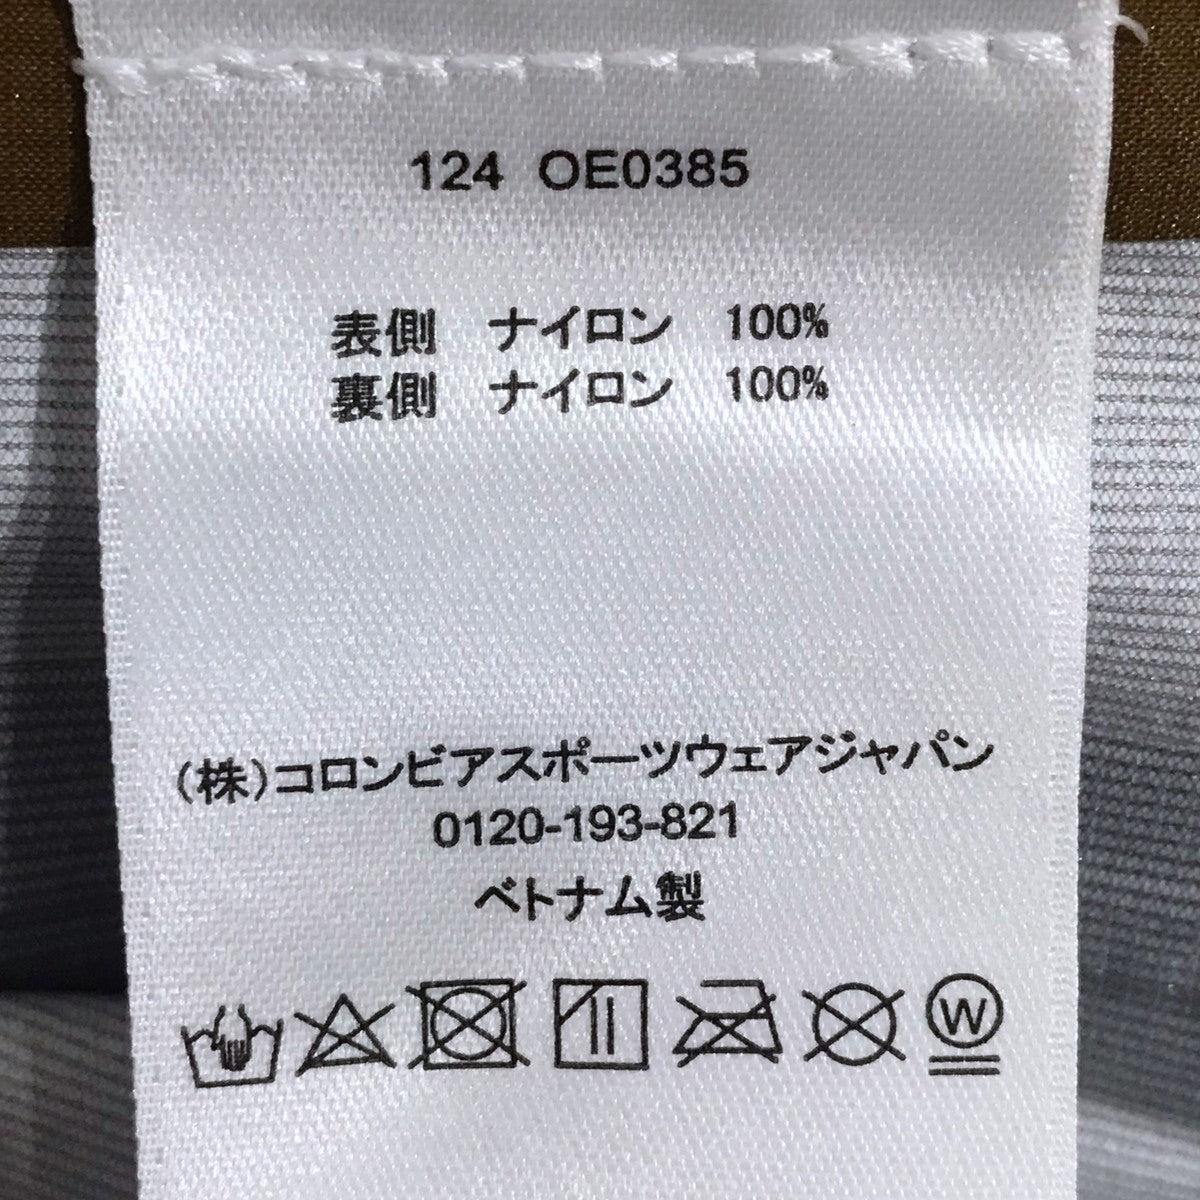 124 OE0385
表側 ナイロン 100%
裏側 ナイロン 100%
(株)コロンビアスポーツウェアジャパン
0120-193-821
ベトナム製
W